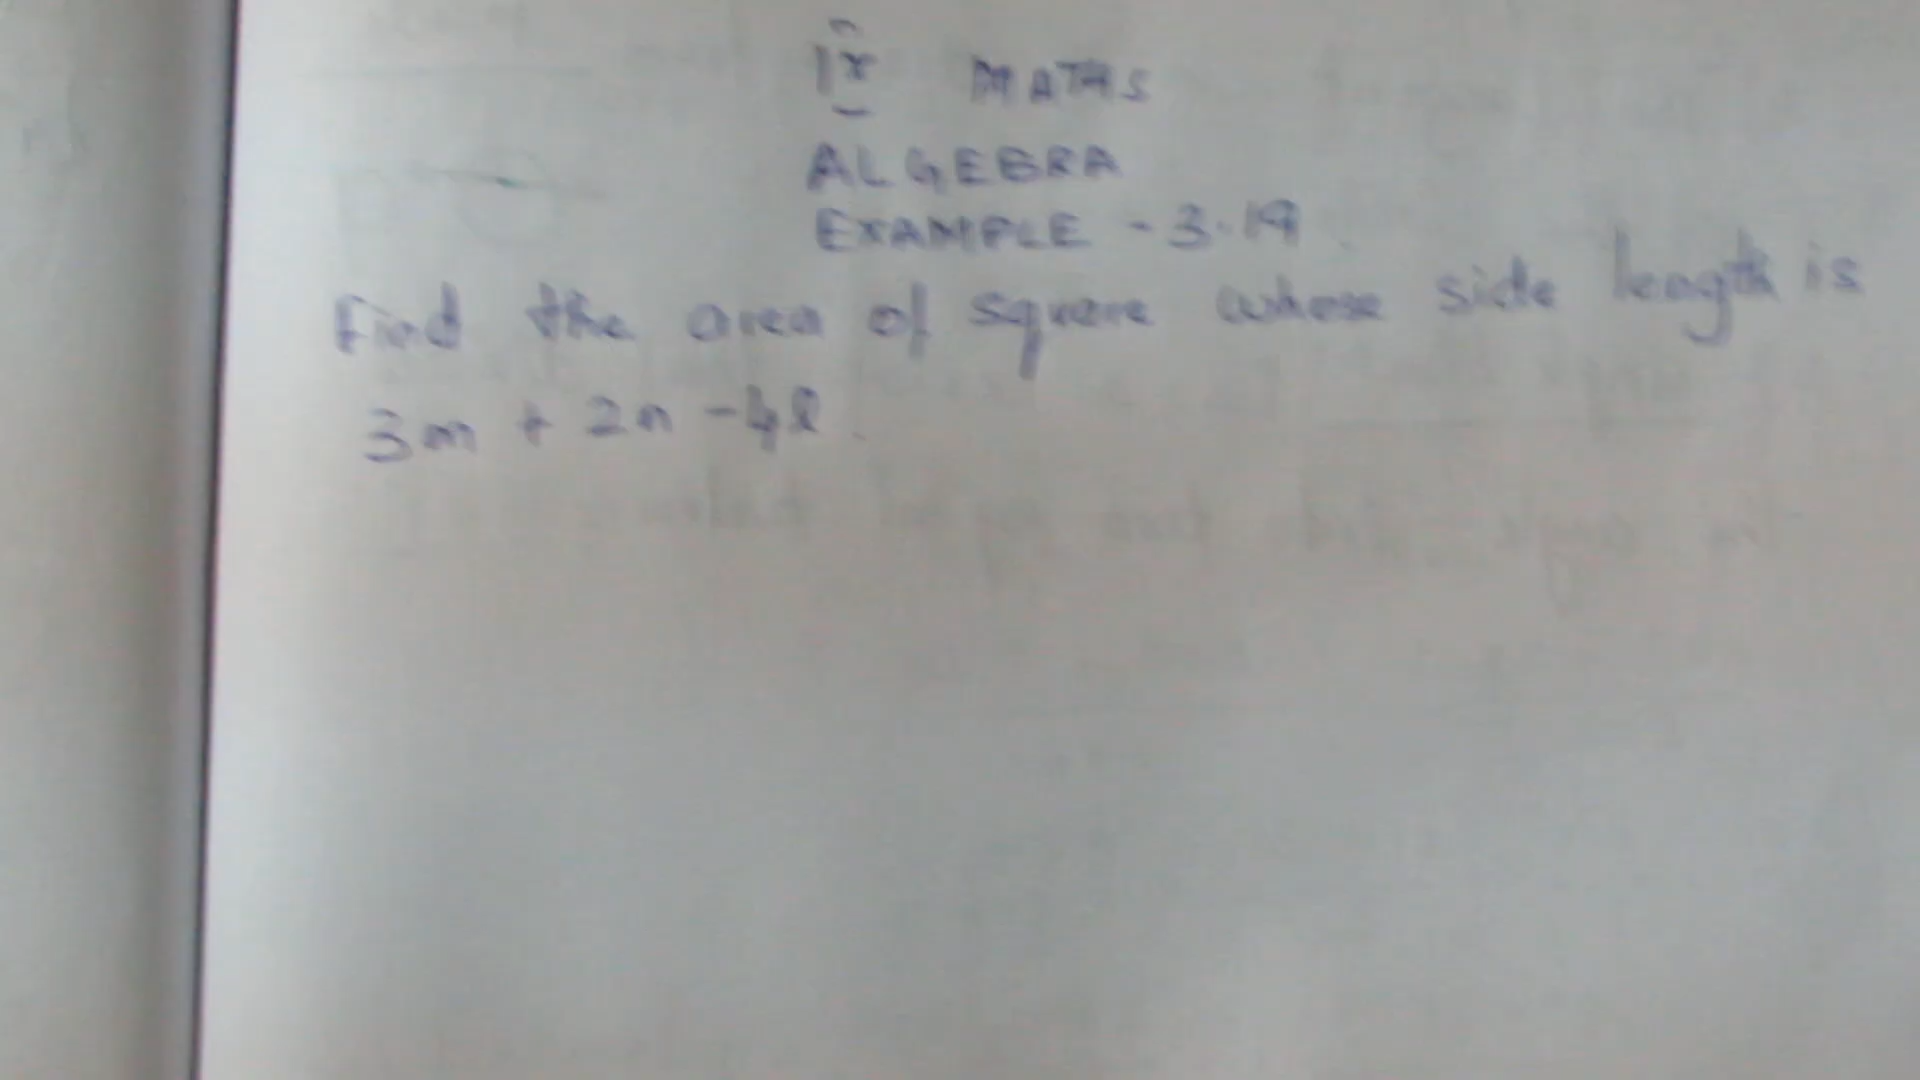 IX MATHS
ALGEBRA
EXAMPLE - 3.19
Find the area of square whose side length is
3m + 2n - 4l.